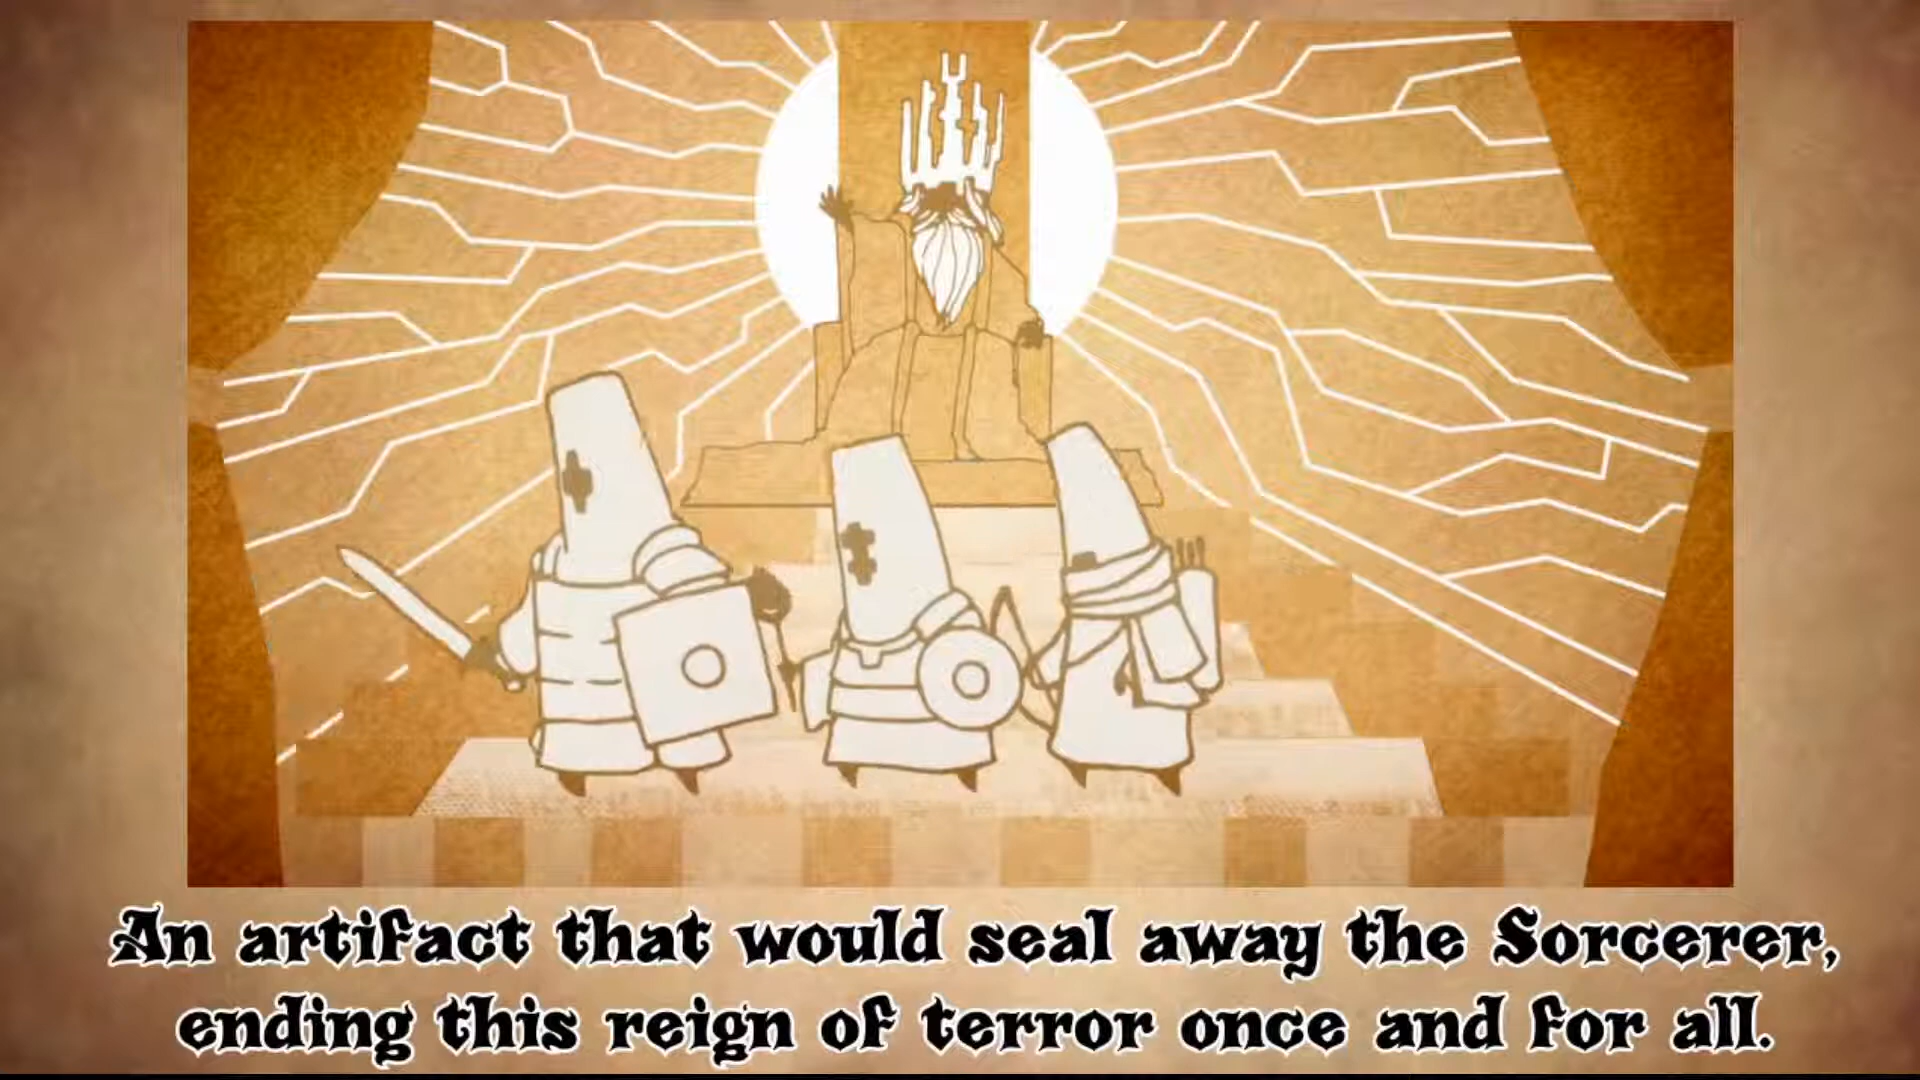 An artifact that would seal away the Sorcerer,
ending this reign of terror once and for all.